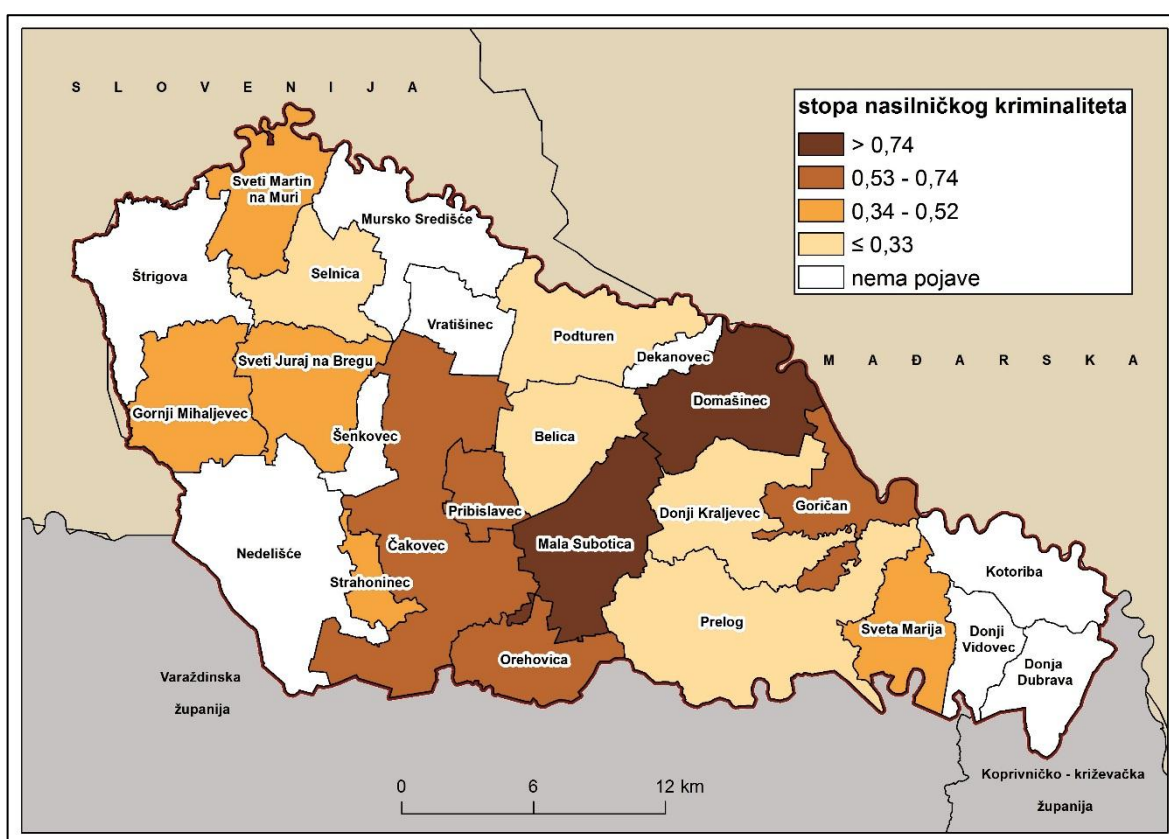 S L O V E N I J A
stopa nasilničkog kriminaliteta
> 0,74
0,53 - 0,74
0,34 - 0,52
≤ 0,33
nema pojave
Sveti Martin
na Muri
Mursko Središće
Štrigova
Selnica
Vratišinec
Podturen
Dekanovec
M A Đ A R S K A
Sveti Juraj na Bregu
Gornji Mihaljevec
Domašinec
Šenkovec
Belica
Pribislavec
Donji Kraljevec
Goričan
Nedelišće
Čakovec
Mala Subotica
Strahoninec
Kotoriba
Prelog
Sveta Marija
Donji
Vidovec
Orehovica
Donja
Dubrava
Varaždinska
županija
0 6 12 km
Koprivničko - križevačka
županija